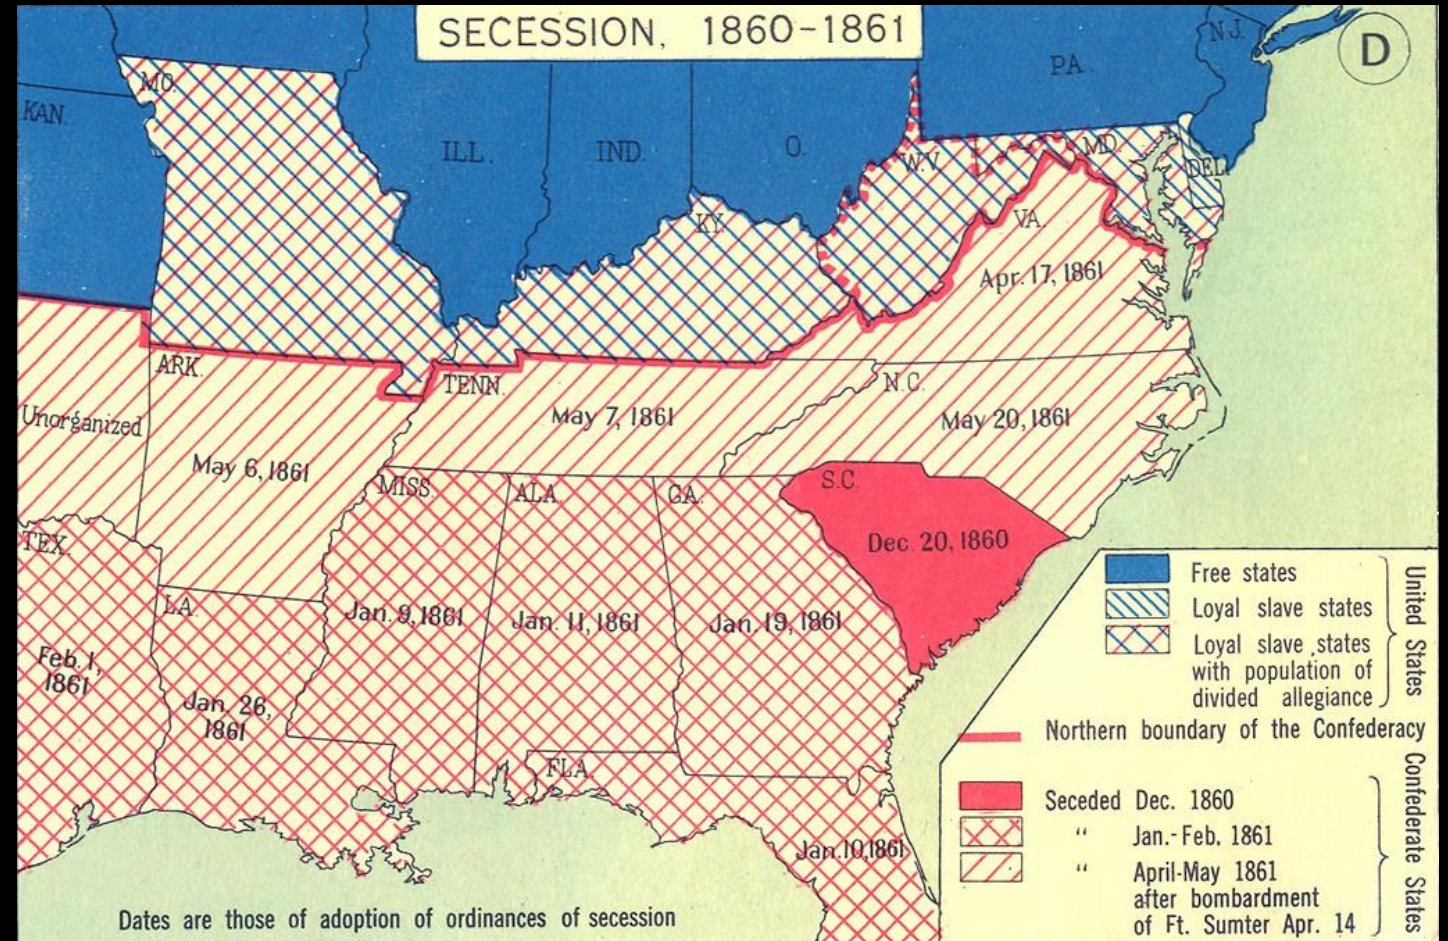 SECESSION, 1860-1861
D
N.J.
PA.
MO.
KAN.
ILL.
IND.
O.
W.V.
MD.
DEL.
KY.
VA.
Apr. 17, 1861
ARK.
TENN.
N.C.
Unorganized
May 7, 1861
May 20, 1861
May 6, 1861
MISS.
ALA.
GA.
S.C.
Dec. 20, 1860
TEX.
LA.
Jan. 9, 1861
Jan. 11, 1861
Jan. 19, 1861
Feb. 1,
1861
Jan. 26,
1861
FLA.
Jan. 10, 1861
Dates are those of adoption of ordinances of secession
Free states
Loyal slave states
Loyal slave states
with population of
divided allegiance
United States
Northern boundary of the Confederacy
Seceded Dec. 1860
“ Jan.-Feb. 1861
“ April-May 1861
after bombardment
of Ft. Sumter Apr. 14
Confederate States